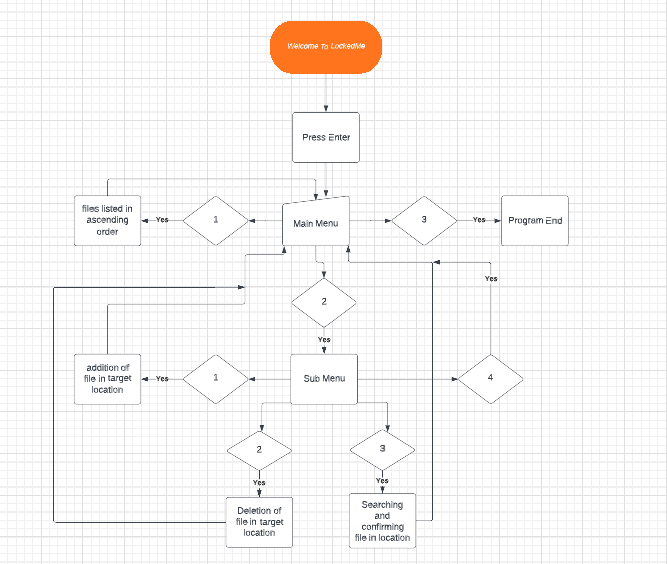 Welcome To LockedMe
Press Enter
files listed in
ascending
order
Yes
1
Main Menu
3
Yes
Program End
2
Yes
Yes
addition of
file in target
location
Yes
1
Sub Menu
4
2
3
Yes
Yes
Deletion of
file in target
location
Searching
and
confirming
file in location